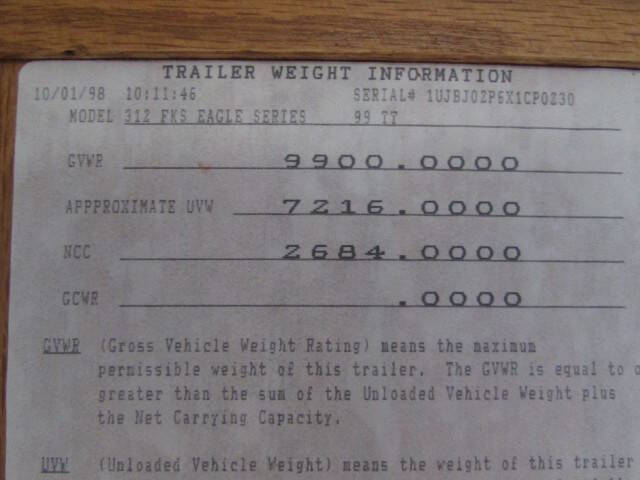 TRAILER WEIGHT INFORMATION
10/01/98 10:11:46 SERIAL# 1UJBJ02P6X1CP0230
MODEL 312 FKS EAGLE SERIES 99 TT
GVWR 9900.0000
APPPROXIMATE UVW 7216.0000
NCC 2684.0000
GCWR .0000
GVWR (Gross Vehicle Weight Rating) means the maximum
permissible weight of this trailer. The GVWR is equal to o
greater than the sum of the Unloaded Vehicle Weight plus
the Net Carrying Capacity.
UVW (Unloaded Vehicle Weight) means the weight of this trailer